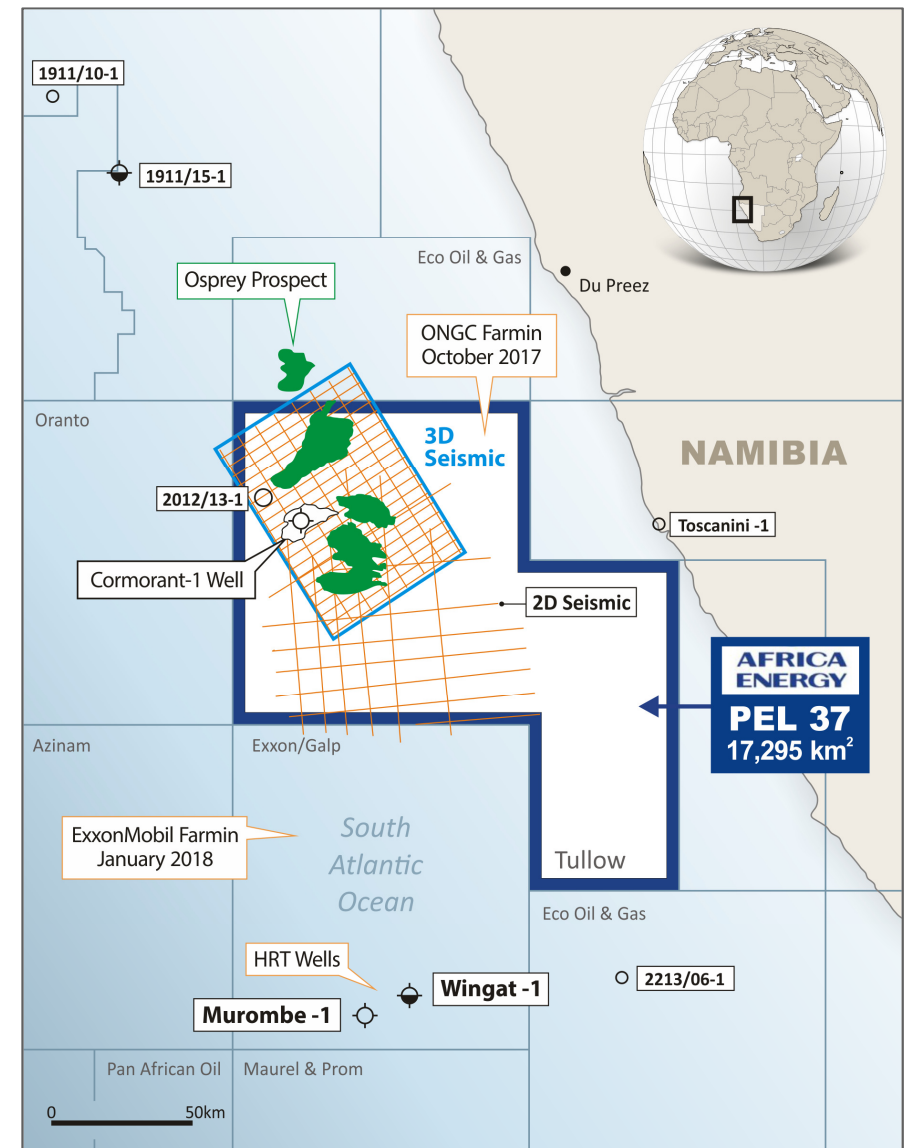 1911/10-1
1911/15-1
Eco Oil & Gas
Osprey Prospect
Du Preez
ONGC Farmin
October 2017
Oranto
3D
Seismic
NAMIBIA
2012/13-1
Toscanini -1
Cormorant-1 Well
2D Seismic
AFRICA
ENERGY
PEL 37
17,295 km²
Azinam
Exxon/Galp
ExxonMobil Farmin
January 2018
South
Atlantic
Ocean
Tullow
Eco Oil & Gas
HRT Wells
2213/06-1
Wingat -1
Murombe -1
Pan African Oil
Maurel & Prom
0 50km